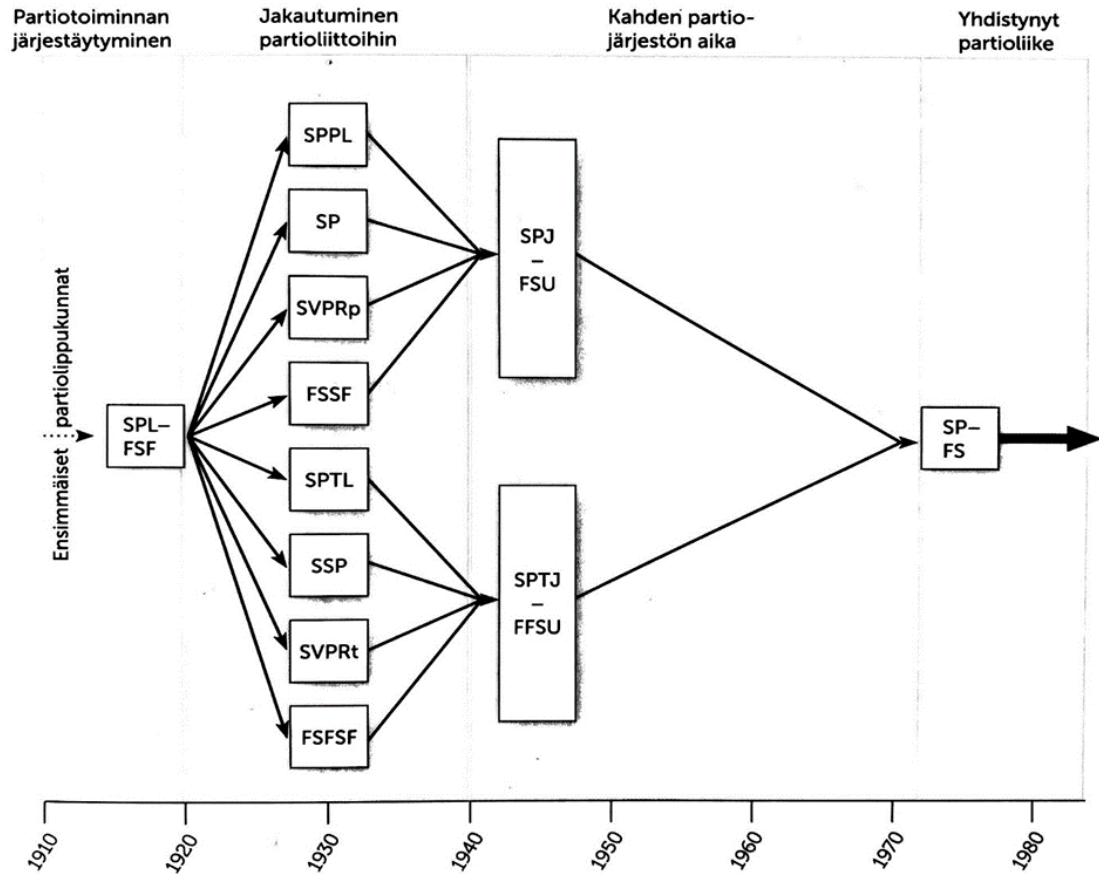 Partiotoiminnan
järjestäytyminen
Jakautuminen
partioliittoihin
Kahden partio-
järjestön aika
Yhdistynyt
partioliike
Ensimmäiset partiolippukunnat
SPL–
FSF
SPPL
SP
SVPRp
FSSF
SPTL
SSP
SVPRt
FSFSF
SPJ
–
FSU
SPTJ
–
FFSU
SP–
FS
1910
1920
1930
1940
1950
1960
1970
1980